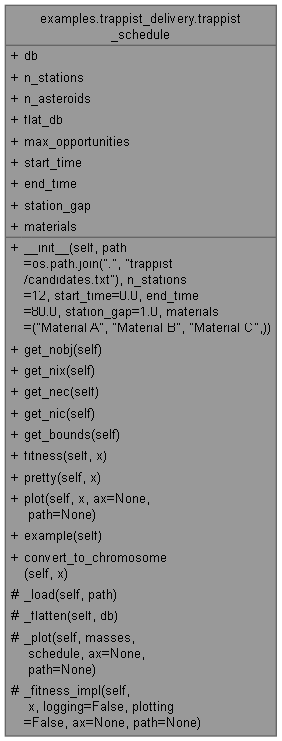 examples.trappist_delivery.trappist
_schedule
+ db
+ n_stations
+ n_asteroids
+ flat_db
+ max_opportunities
+ start_time
+ end_time
+ station_gap
+ materials
+ __init__(self, path
=os.path.join(".", "trappist
/candidates.txt"), n_stations
=12, start_time=0.0, end_time
=80.0, station_gap=1.0, materials
=("Material A", "Material B", "Material C",))
+ get_nobj(self)
+ get_nix(self)
+ get_nec(self)
+ get_nic(self)
+ get_bounds(self)
+ fitness(self, x)
+ pretty(self, x)
+ plot(self, x, ax=None,
path=None)
+ example(self)
+ convert_to_chromosome
(self, x)
# _load(self, path)
# _flatten(self, db)
# _plot(self, masses,
schedule, ax=None,
path=None)
# _fitness_impl(self,
x, logging=False, plotting
=False, ax=None, path=None)